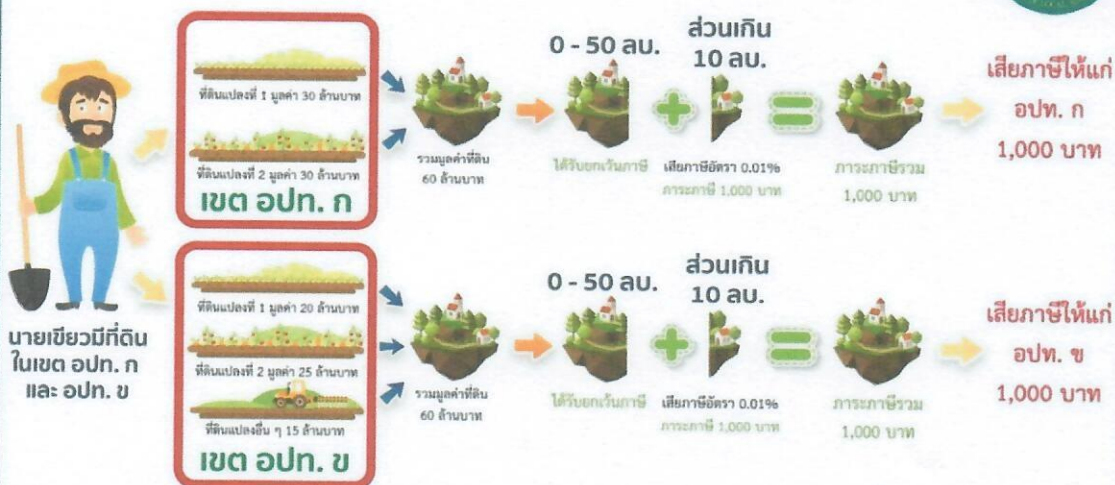 ที่ดินแปลงที่ 1 มูลค่า 30 ล้านบาท
ที่ดินแปลงที่ 2 มูลค่า 30 ล้านบาท
เขต อปท. ก
รวมมูลค่าที่ดิน
60 ล้านบาท
0 - 50 ลบ.
ได้รับยกเว้นภาษี
ส่วนเกิน
10 ลบ.
เสียภาษีอัตรา 0.01%
ภาระภาษี 1,000 บาท
ภาระภาษีรวม
1,000 บาท
เสียภาษีให้แก่
อปท. ก
1,000 บาท
นายเขียวมีที่ดิน
ในเขต อปท. ก
และ อปท. ข
ที่ดินแปลงที่ 1 มูลค่า 20 ล้านบาท
ที่ดินแปลงที่ 2 มูลค่า 25 ล้านบาท
ที่ดินแปลงอื่น ๆ 15 ล้านบาท
เขต อปท. ข
รวมมูลค่าที่ดิน
60 ล้านบาท
0 - 50 ลบ.
ได้รับยกเว้นภาษี
ส่วนเกิน
10 ลบ.
เสียภาษีอัตรา 0.01%
ภาระภาษี 1,000 บาท
ภาระภาษีรวม
1,000 บาท
เสียภาษีให้แก่
อปท. ข
1,000 บาท